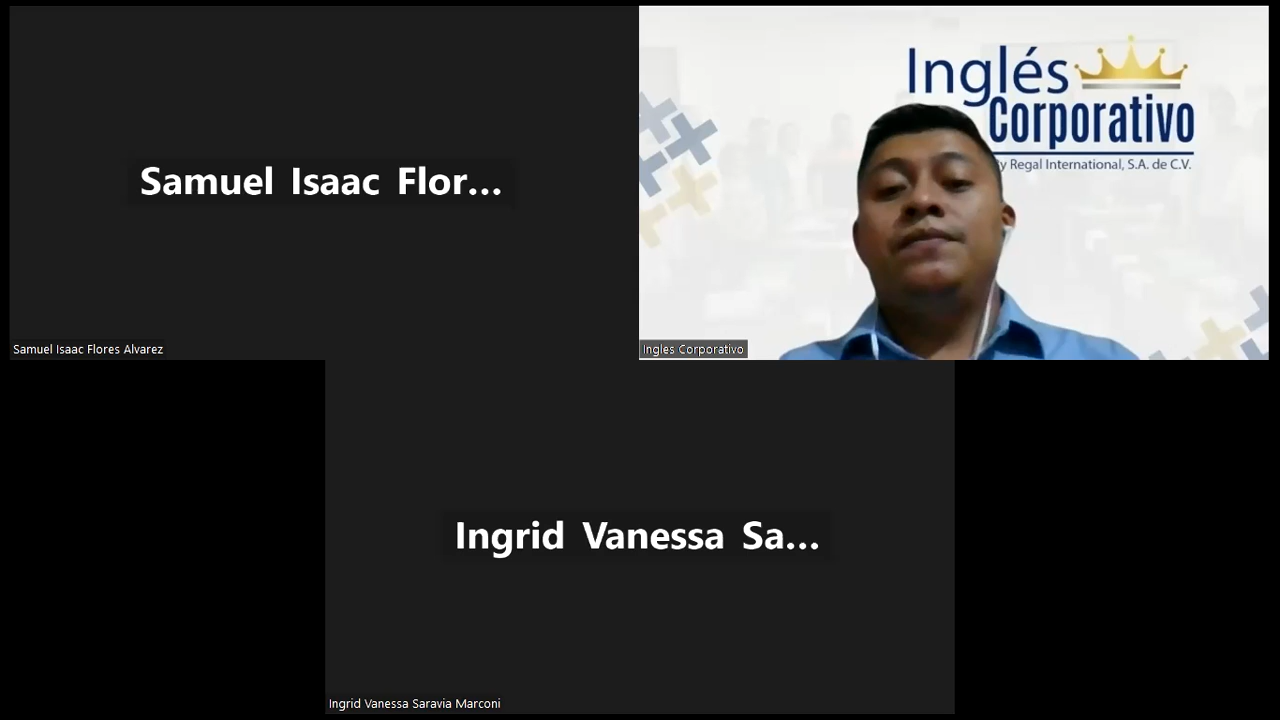 Samuel Isaac Flor...
Samuel Isaac Flores Alvarez
Inglés
Corporativo
y Regal International, S.A. de C.V.
Ingles Corporativo
Ingrid Vanessa Sa...
Ingrid Vanessa Saravia Marconi